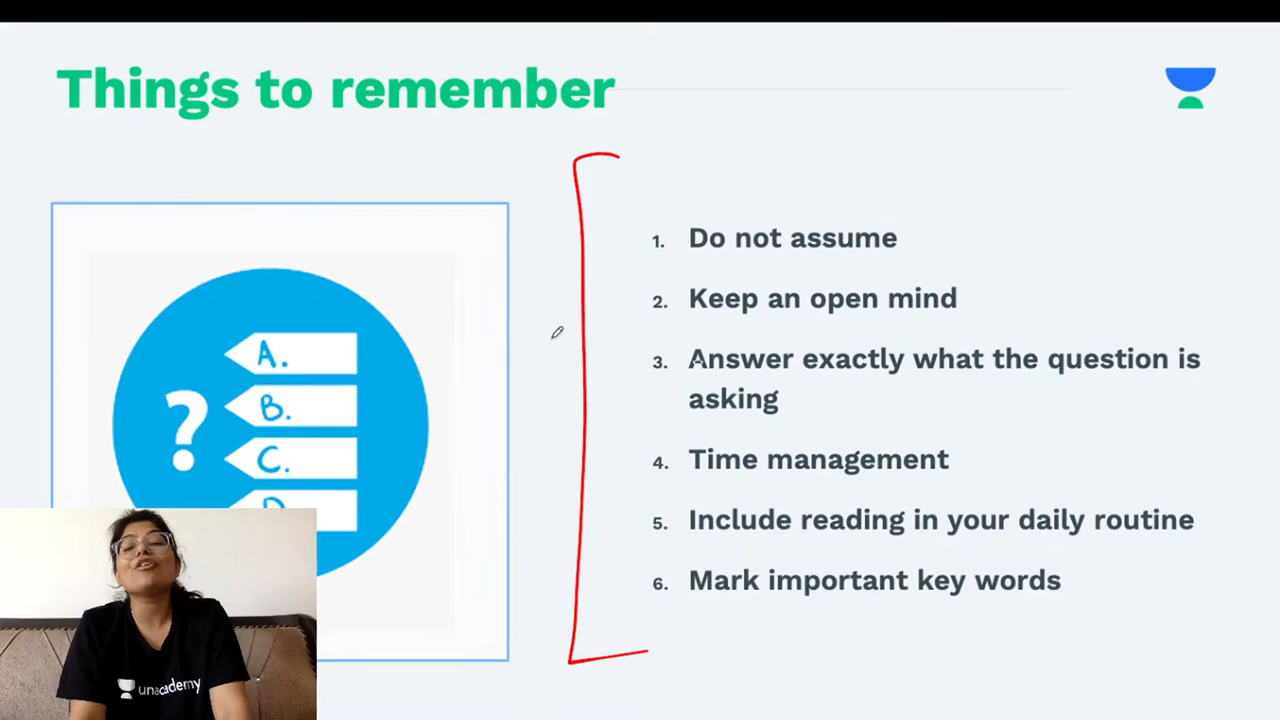 Things to remember
1. Do not assume
2. Keep an open mind
3. Answer exactly what the question is
asking
4. Time management
5. Include reading in your daily routine
6. Mark important key words
?
A.
B.
C.
D.
unacademy